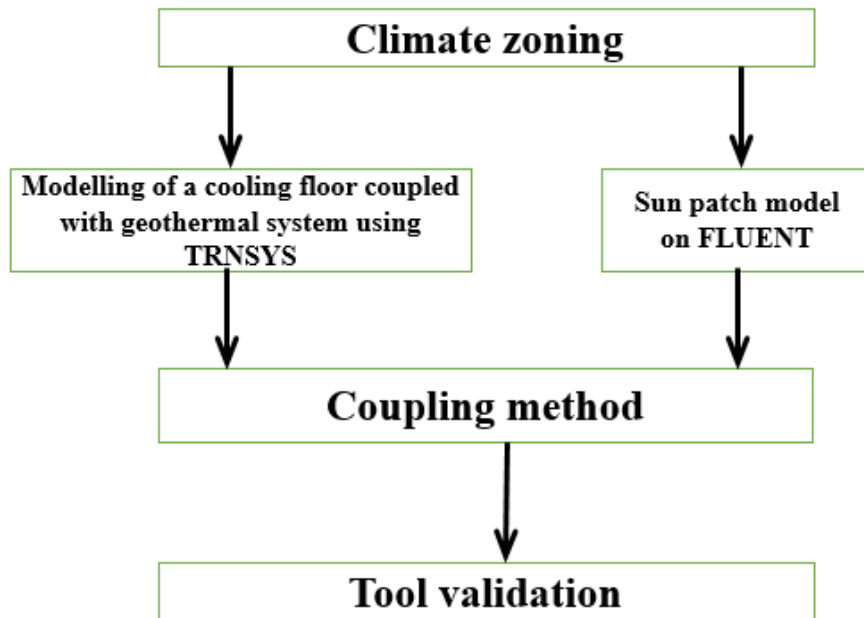 Climate zoning
Modelling of a cooling floor coupled
with geothermal system using
TRNSYS
Sun patch model
on FLUENT
Coupling method
Tool validation